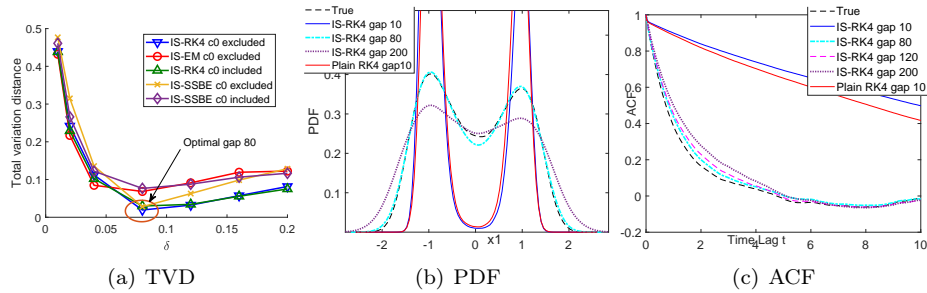 Total variation distance
0.5
0.4
0.3
0.2
0.1
0
0
0.05
0.1
0.15
0.2
δ
IS-RK4 c0 excluded
IS-EM c0 excluded
IS-RK4 c0 included
IS-SSBE c0 excluded
IS-SSBE c0 included
Optimal gap 80
(a) TVD
True
IS-RK4 gap 10
IS-RK4 gap 80
IS-RK4 gap 200
Plain RK4 gap10
PDF
0.5
0.4
0.3
0.2
0.1
-2
-1
0
1
2
x1
(b) PDF
ACF
1
0.8
0.6
0.4
0.2
0
-0.2
0
2
4
6
8
10
Time Lag t
True
IS-RK4 gap 10
IS-RK4 gap 80
IS-RK4 gap 120
IS-RK4 gap 200
Plain RK4 gap 10
(c) ACF